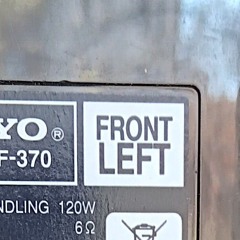 YO®
F-370
FRONT
LEFT
NDLING 120W
6Ω